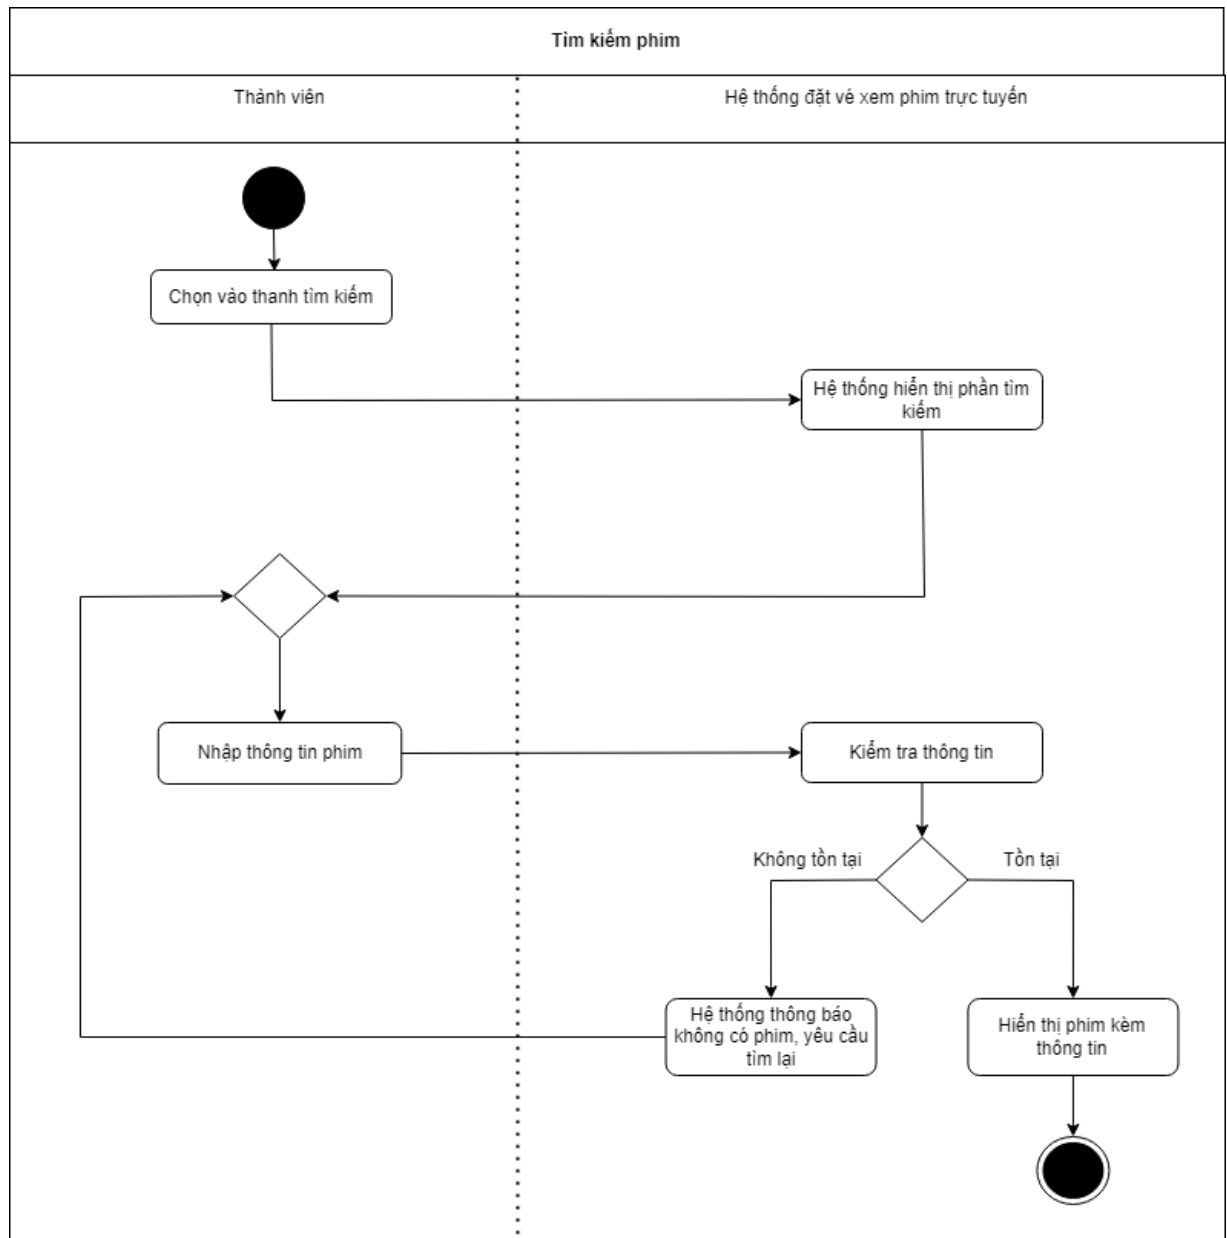 Tìm kiếm phim
Thành viên
Hệ thống đặt vé xem phim trực tuyến
Chọn vào thanh tìm kiếm
Hệ thống hiển thị phần tìm
kiếm
Nhập thông tin phim
Kiểm tra thông tin
Không tồn tại
Tồn tại
Hệ thống thông báo
không có phim, yêu cầu
tìm lại
Hiển thị phim kèm
thông tin